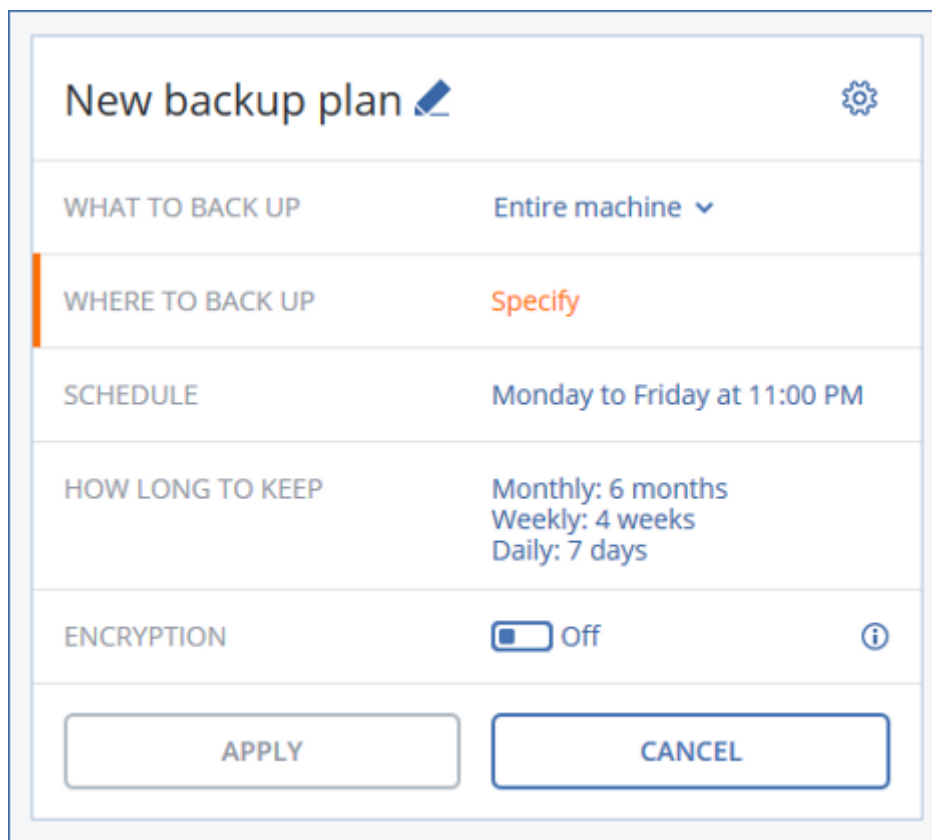 New backup plan
WHAT TO BACK UP Entire machine
WHERE TO BACK UP Specify
SCHEDULE Monday to Friday at 11:00 PM
HOW LONG TO KEEP Monthly: 6 months
Weekly: 4 weeks
Daily: 7 days
ENCRYPTION Off
APPLY CANCEL